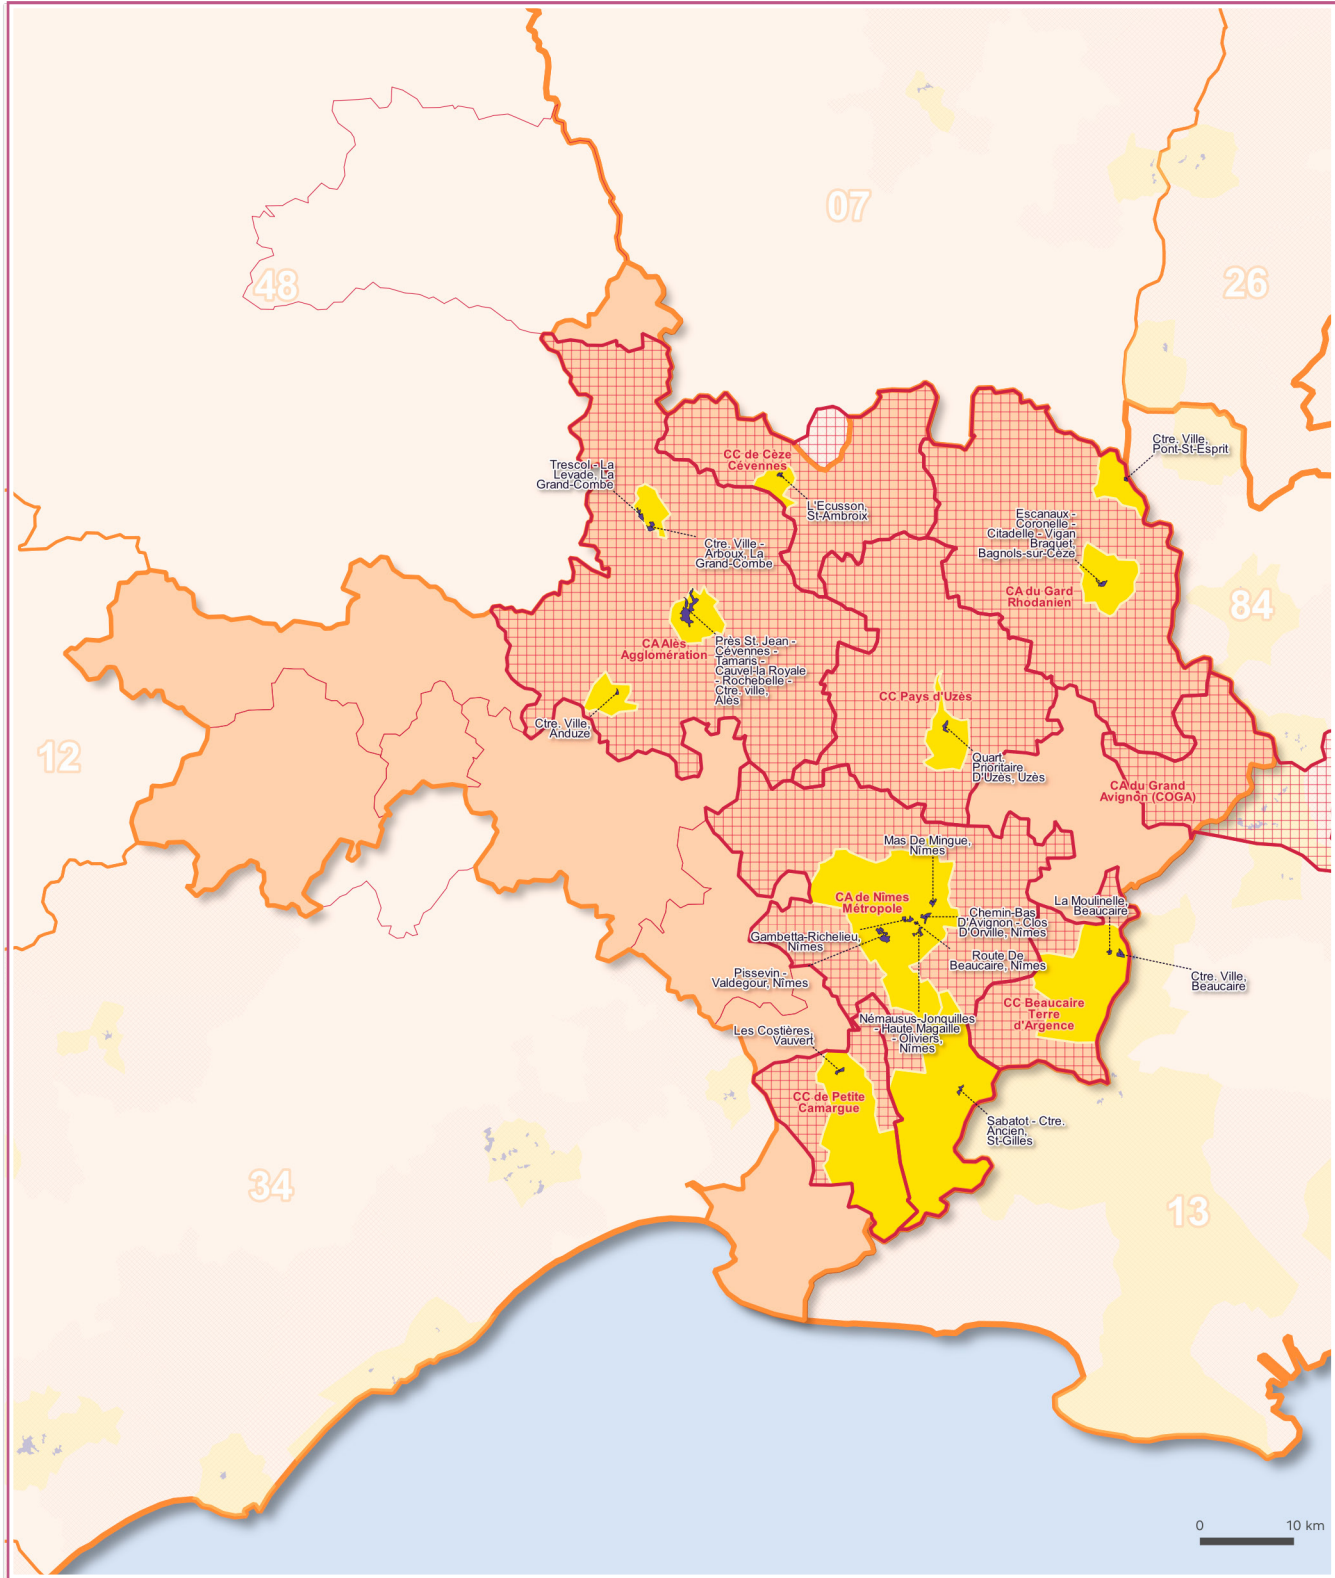 07
26
48
Ctre. Ville,
Pont-St-Esprit
CC de Cèze
Cévennes
Trescol - La
Levade, La
Grand-Combe
L'Ecusson,
St-Ambroix
Escanaux -
Coronelle -
Citadelle - Vigan
Braquet,
Bagnols-sur-Cèze
Ctre. Ville -
Arboux, La
Grand-Combe
CA du Gard
Rhodanien
84
CA Alès
Agglomération
Près St. Jean -
Cévennes -
Tamaris -
Cauvel-la Royale
- Rochebelle -
Ctre. ville,
Alès
CC Pays d'Uzès
Ctre. Ville,
Anduze
12
Quart.
Prioritaire
D'Uzès, Uzès
CA du Grand
Avignon (COGA)
Mas De Mingue,
Nîmes
CA de Nîmes
Métropole
La Moulinelle,
Beaucaire
Chemin-Bas
D'Avignon - Clos
D'Orville, Nîmes
Gambetta-Richelieu,
Nîmes
Route De
Beaucaire, Nîmes
Pissevin -
Valdegour, Nîmes
Ctre. Ville,
Beaucaire
CC Beaucaire
Terre
d'Argence
Némausus-Jonquilles
- Haute Magaille
- Oliviers,
Nîmes
Les Costières,
Vauvert
CC de Petite
Camargue
Sabatot - Ctre.
Ancien,
St-Gilles
34
13
0 10 km